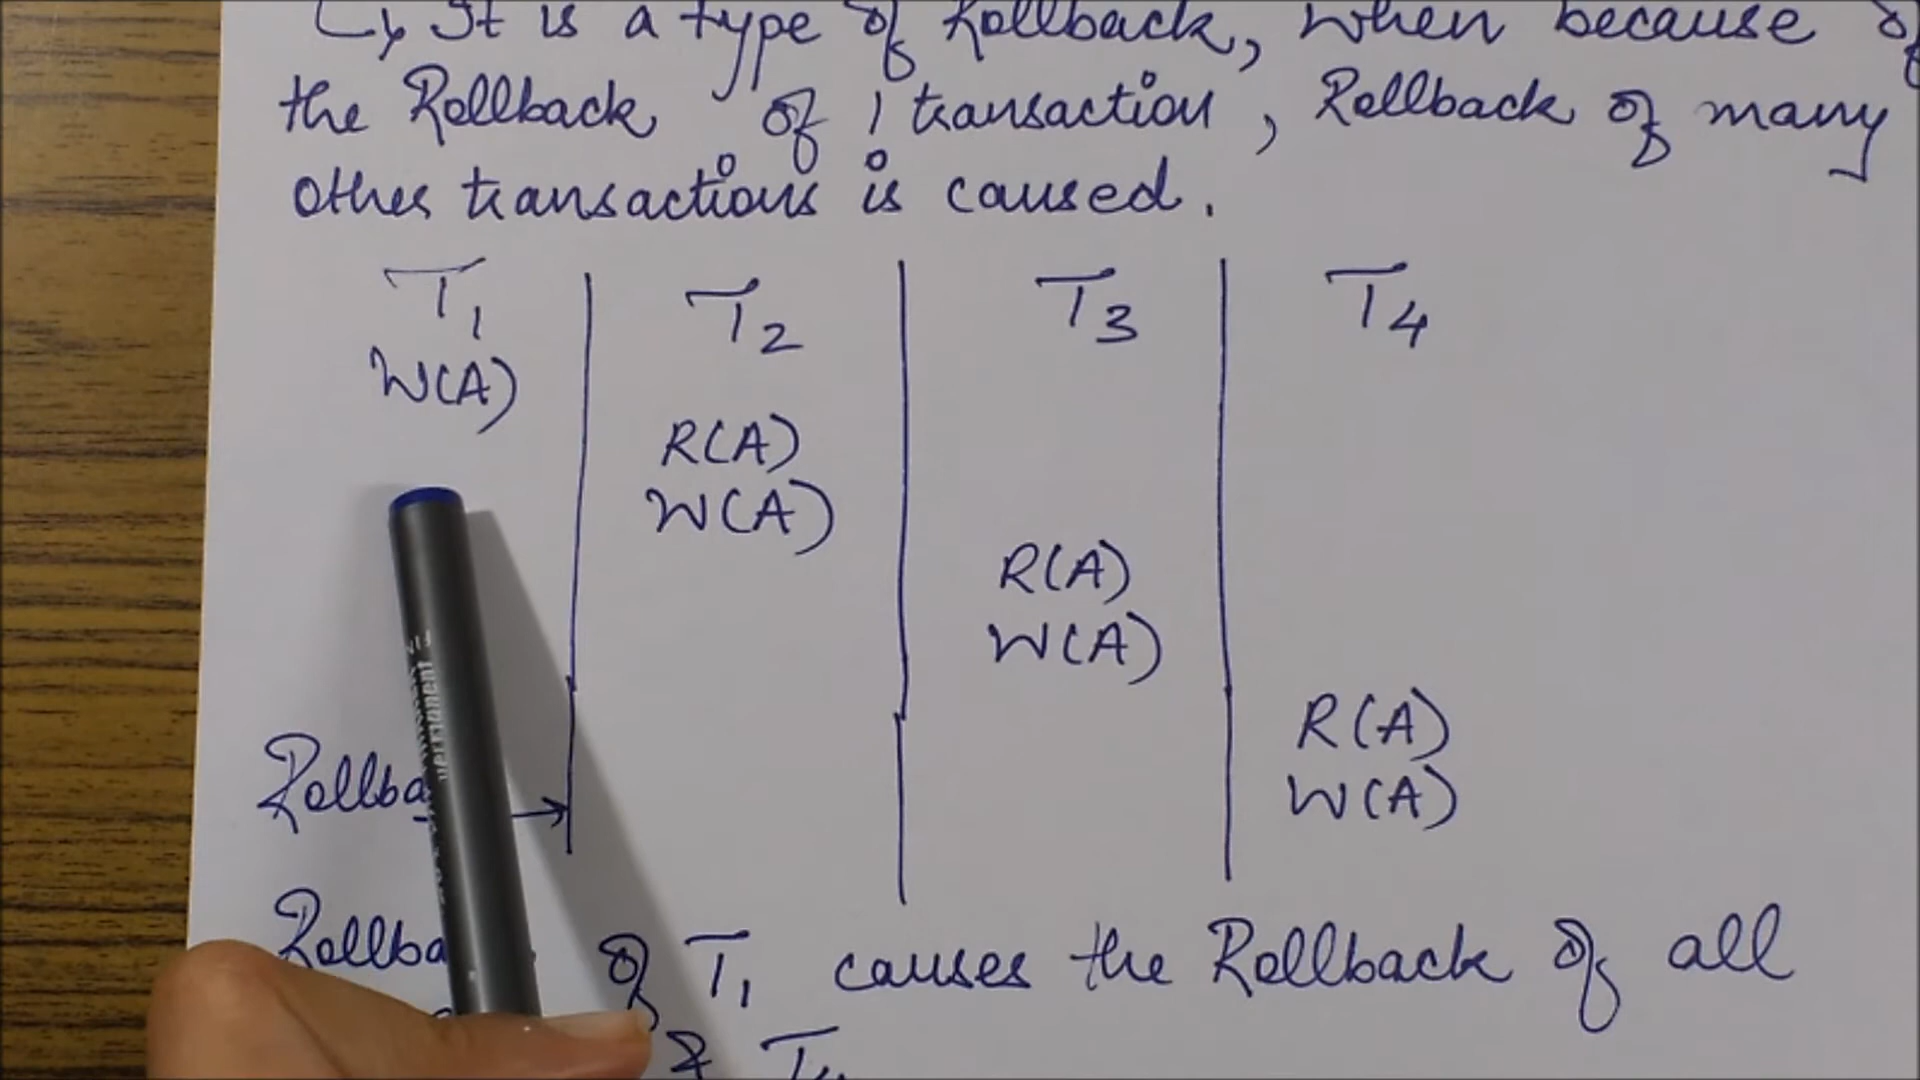 ↳ It is a type of Rollback, when because of
the Rollback of 1 transaction, Rollback of many
other transactions is caused.
T1 T2 T3 T4
W(A)
R(A)
W(A)
R(A)
W(A)
R(A)
W(A)
→
of T1 causes the Rollback of all
& T4